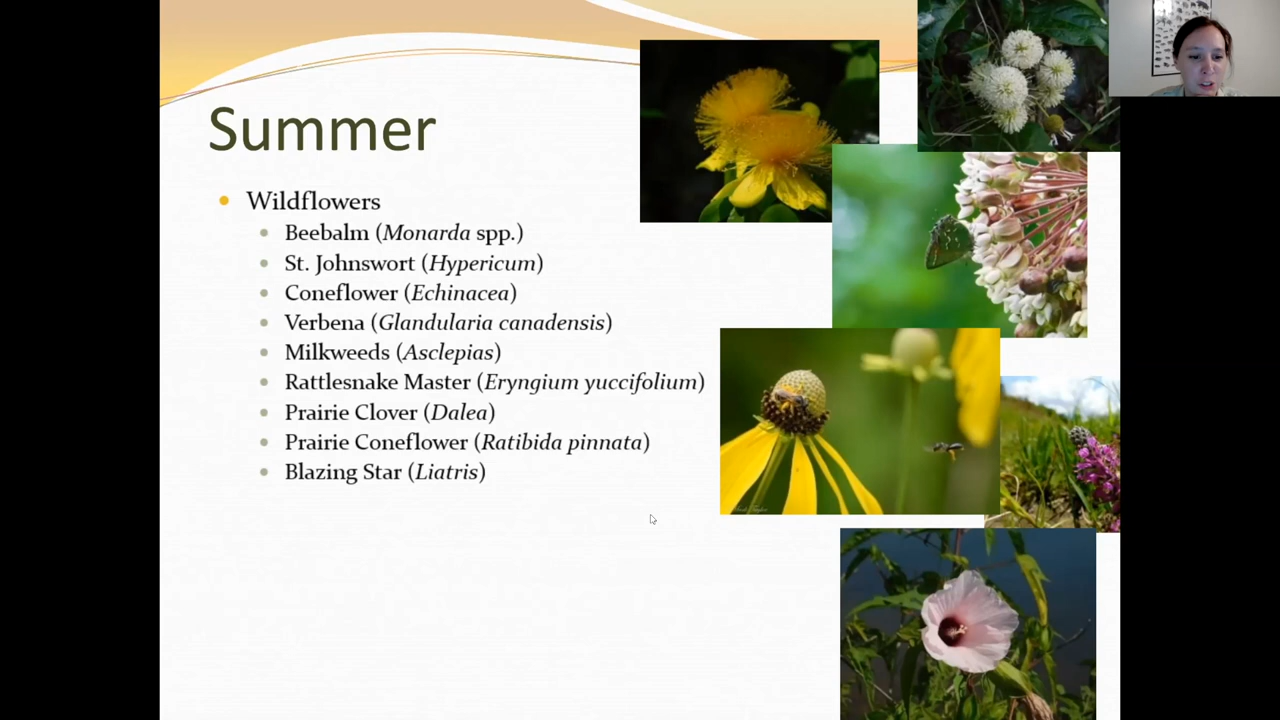 Summer
Wildflowers
Beebalm (Monarda spp.)
St. Johnswort (Hypericum)
Coneflower (Echinacea)
Verbena (Glandularia canadensis)
Milkweeds (Asclepias)
Rattlesnake Master (Eryngium yuccifolium)
Prairie Clover (Dalea)
Prairie Coneflower (Ratibida pinnata)
Blazing Star (Liatris)